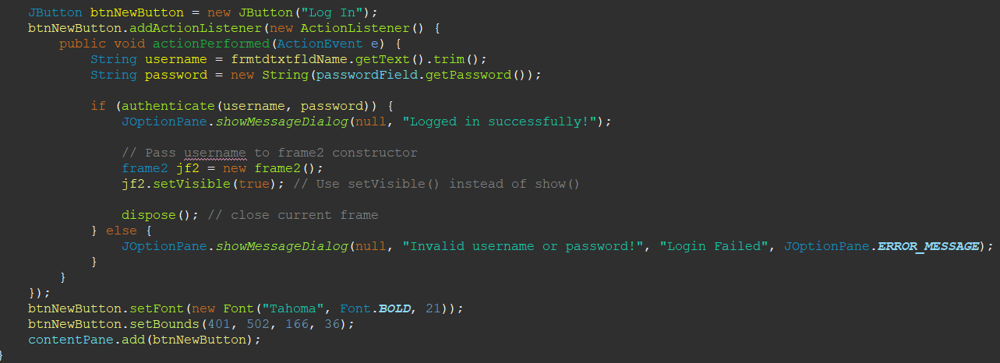 JButton btnNewButton = new JButton("Log In");
btnNewButton.addActionListener(new ActionListener() {
public void actionPerformed(ActionEvent e) {
String username = frmtdtxtfldName.getText().trim();
String password = new String(passwordField.getPassword());
if (authenticate(username, password)) {
JOptionPane.showMessageDialog(null, "Logged in successfully!");
// Pass username to frame2 constructor
frame2 jf2 = new frame2();
jf2.setVisible(true); // Use setVisible() instead of show()
dispose(); // close current frame
} else {
JOptionPane.showMessageDialog(null, "Invalid username or password!", "Login Failed", JOptionPane.ERROR_MESSAGE);
}
}
});
btnNewButton.setFont(new Font("Tahoma", Font.BOLD, 21));
btnNewButton.setBounds(401, 502, 166, 36);
contentPane.add(btnNewButton);
}